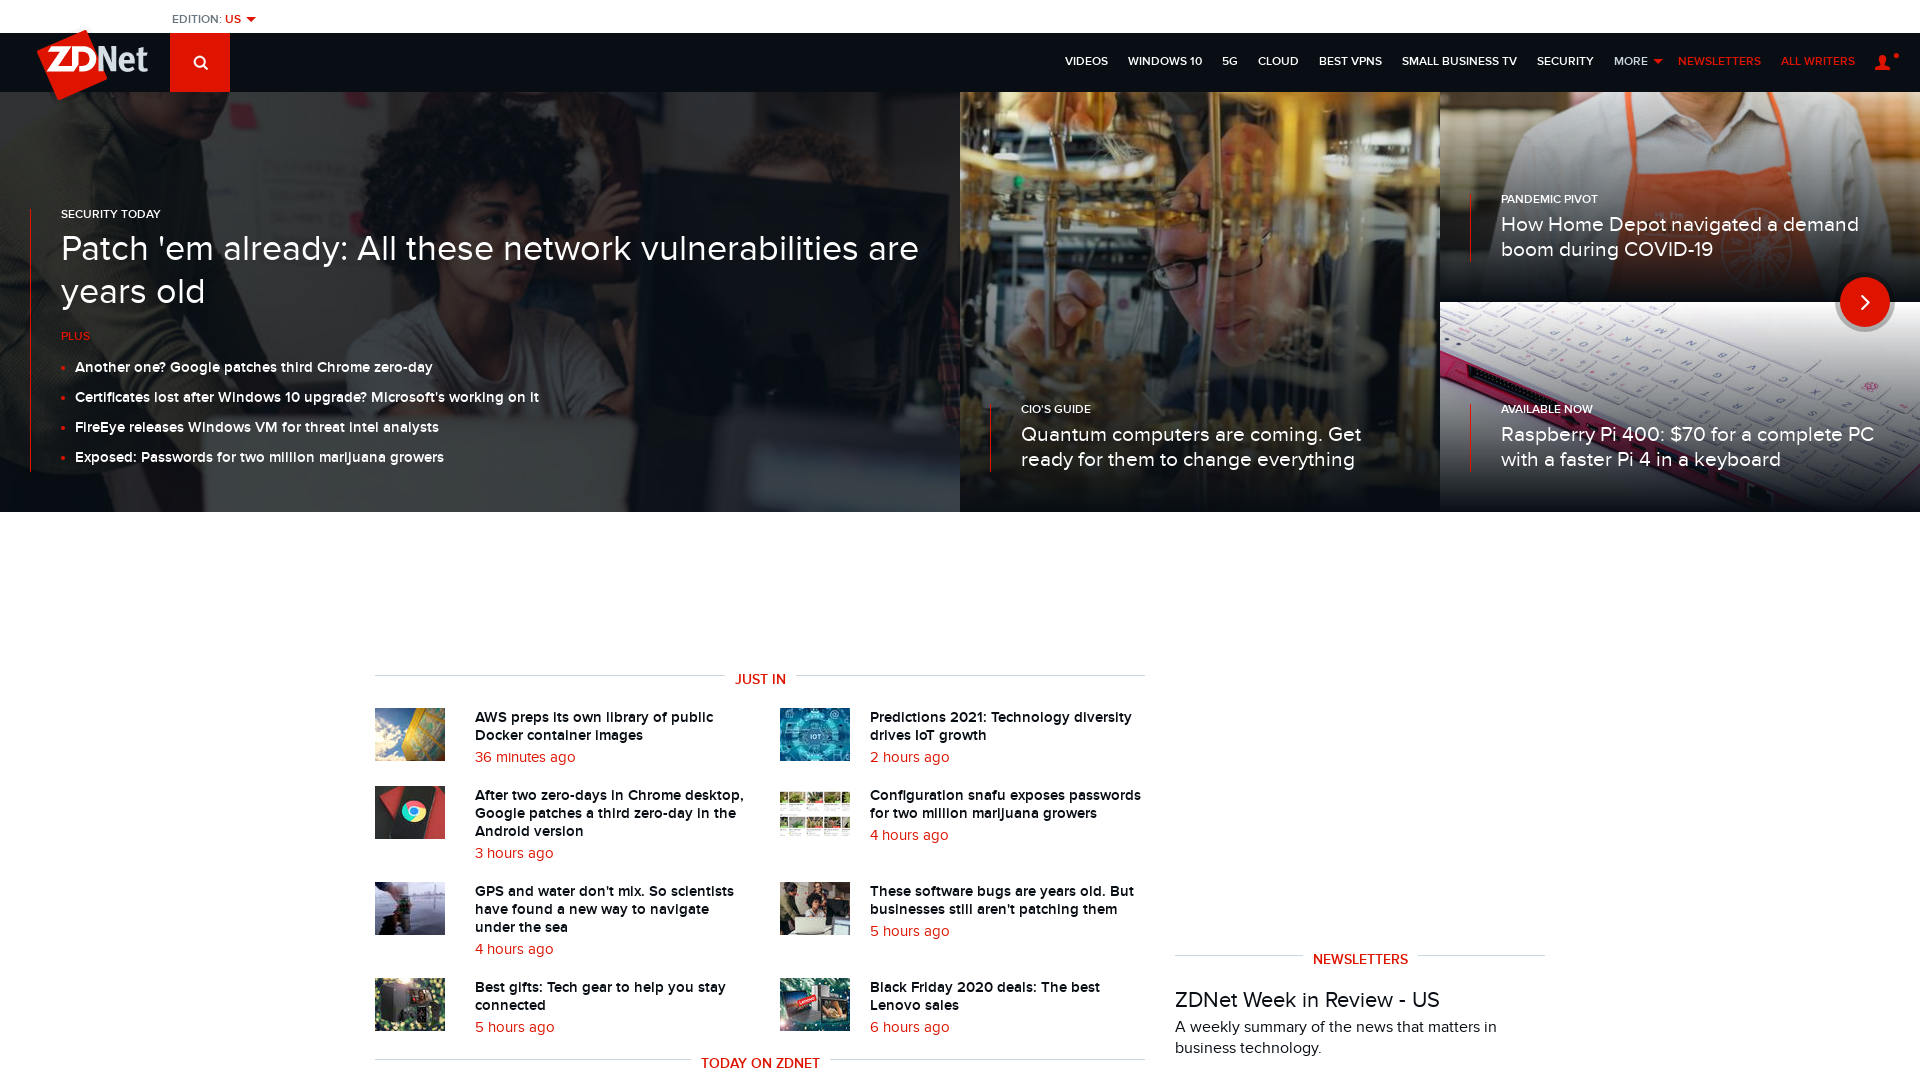 EDITION: US
ZDNet
VIDEOS
WINDOWS 10
5G
CLOUD
BEST VPNS
SMALL BUSINESS TV
SECURITY
MORE
NEWSLETTERS
ALL WRITERS
SECURITY TODAY
Patch 'em already: All these network vulnerabilities are
years old
PLUS
Another one? Google patches third Chrome zero-day
Certificates lost after Windows 10 upgrade? Microsoft's working on it
FireEye releases Windows VM for threat intel analysts
Exposed: Passwords for two million marijuana growers
CIO'S GUIDE
Quantum computers are coming. Get
ready for them to change everything
PANDEMIC PIVOT
How Home Depot navigated a demand
boom during COVID-19
AVAILABLE NOW
Raspberry Pi 400: $70 for a complete PC
with a faster Pi 4 in a keyboard
JUST IN
AWS preps its own library of public
Docker container images
36 minutes ago
Predictions 2021: Technology diversity
drives IoT growth
2 hours ago
After two zero-days in Chrome desktop,
Google patches a third zero-day in the
Android version
3 hours ago
Configuration snafu exposes passwords
for two million marijuana growers
4 hours ago
GPS and water don't mix. So scientists
have found a new way to navigate
under the sea
4 hours ago
These software bugs are years old. But
businesses still aren't patching them
5 hours ago
Best gifts: Tech gear to help you stay
connected
5 hours ago
Black Friday 2020 deals: The best
Lenovo sales
6 hours ago
TODAY ON ZDNET
NEWSLETTERS
ZDNet Week in Review - US
A weekly summary of the news that matters in
business technology.